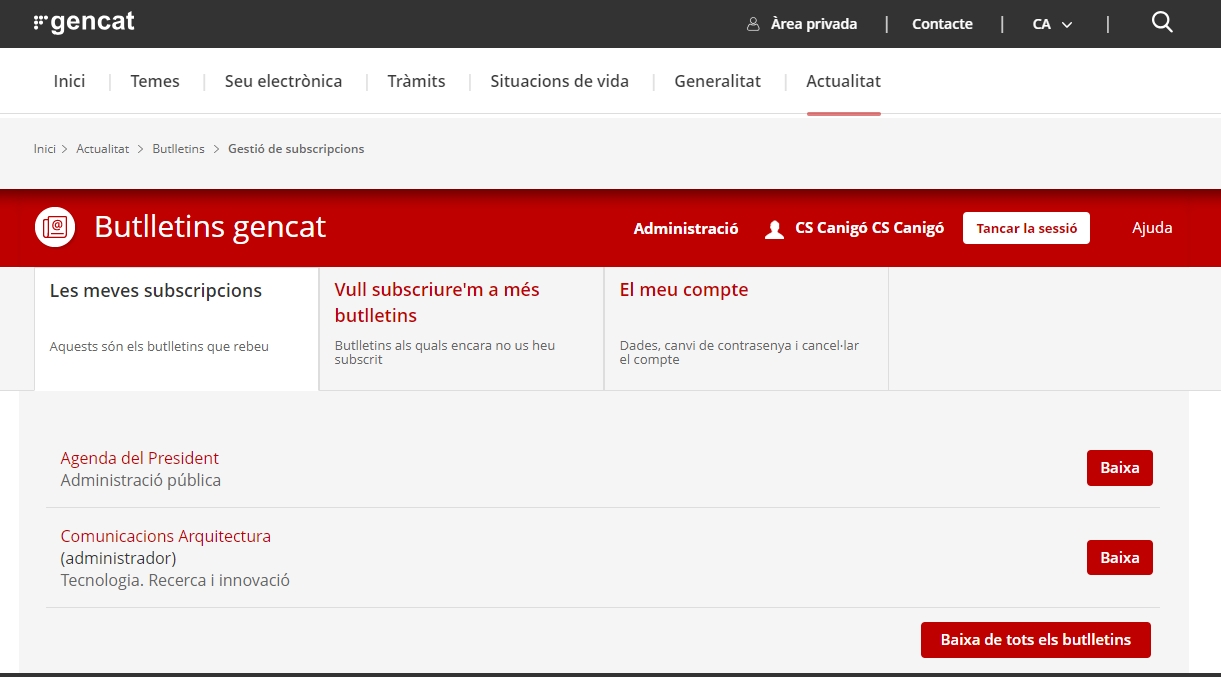 gencat
Àrea privada | Contacte | CA |
Inici | Temes | Seu electrònica | Tràmits | Situacions de vida | Generalitat | Actualitat
Inici > Actualitat > Butlletins > Gestió de subscripcions
Butlletins gencat
Administració CS Canigó CS Canigó Tancar la sessió Ajuda
Les meves subscripcions
Aquests són els butlletins que rebeu
Vull subscriure'm a més
butlletins
Butlletins als quals encara no us heu
subscrit
El meu compte
Dades, canvi de contrasenya i cancel·lar
el compte
Agenda del President
Administració pública
Baixa
Comunicacions Arquitectura
(administrador)
Tecnologia. Recerca i innovació
Baixa
Baixa de tots els butlletins